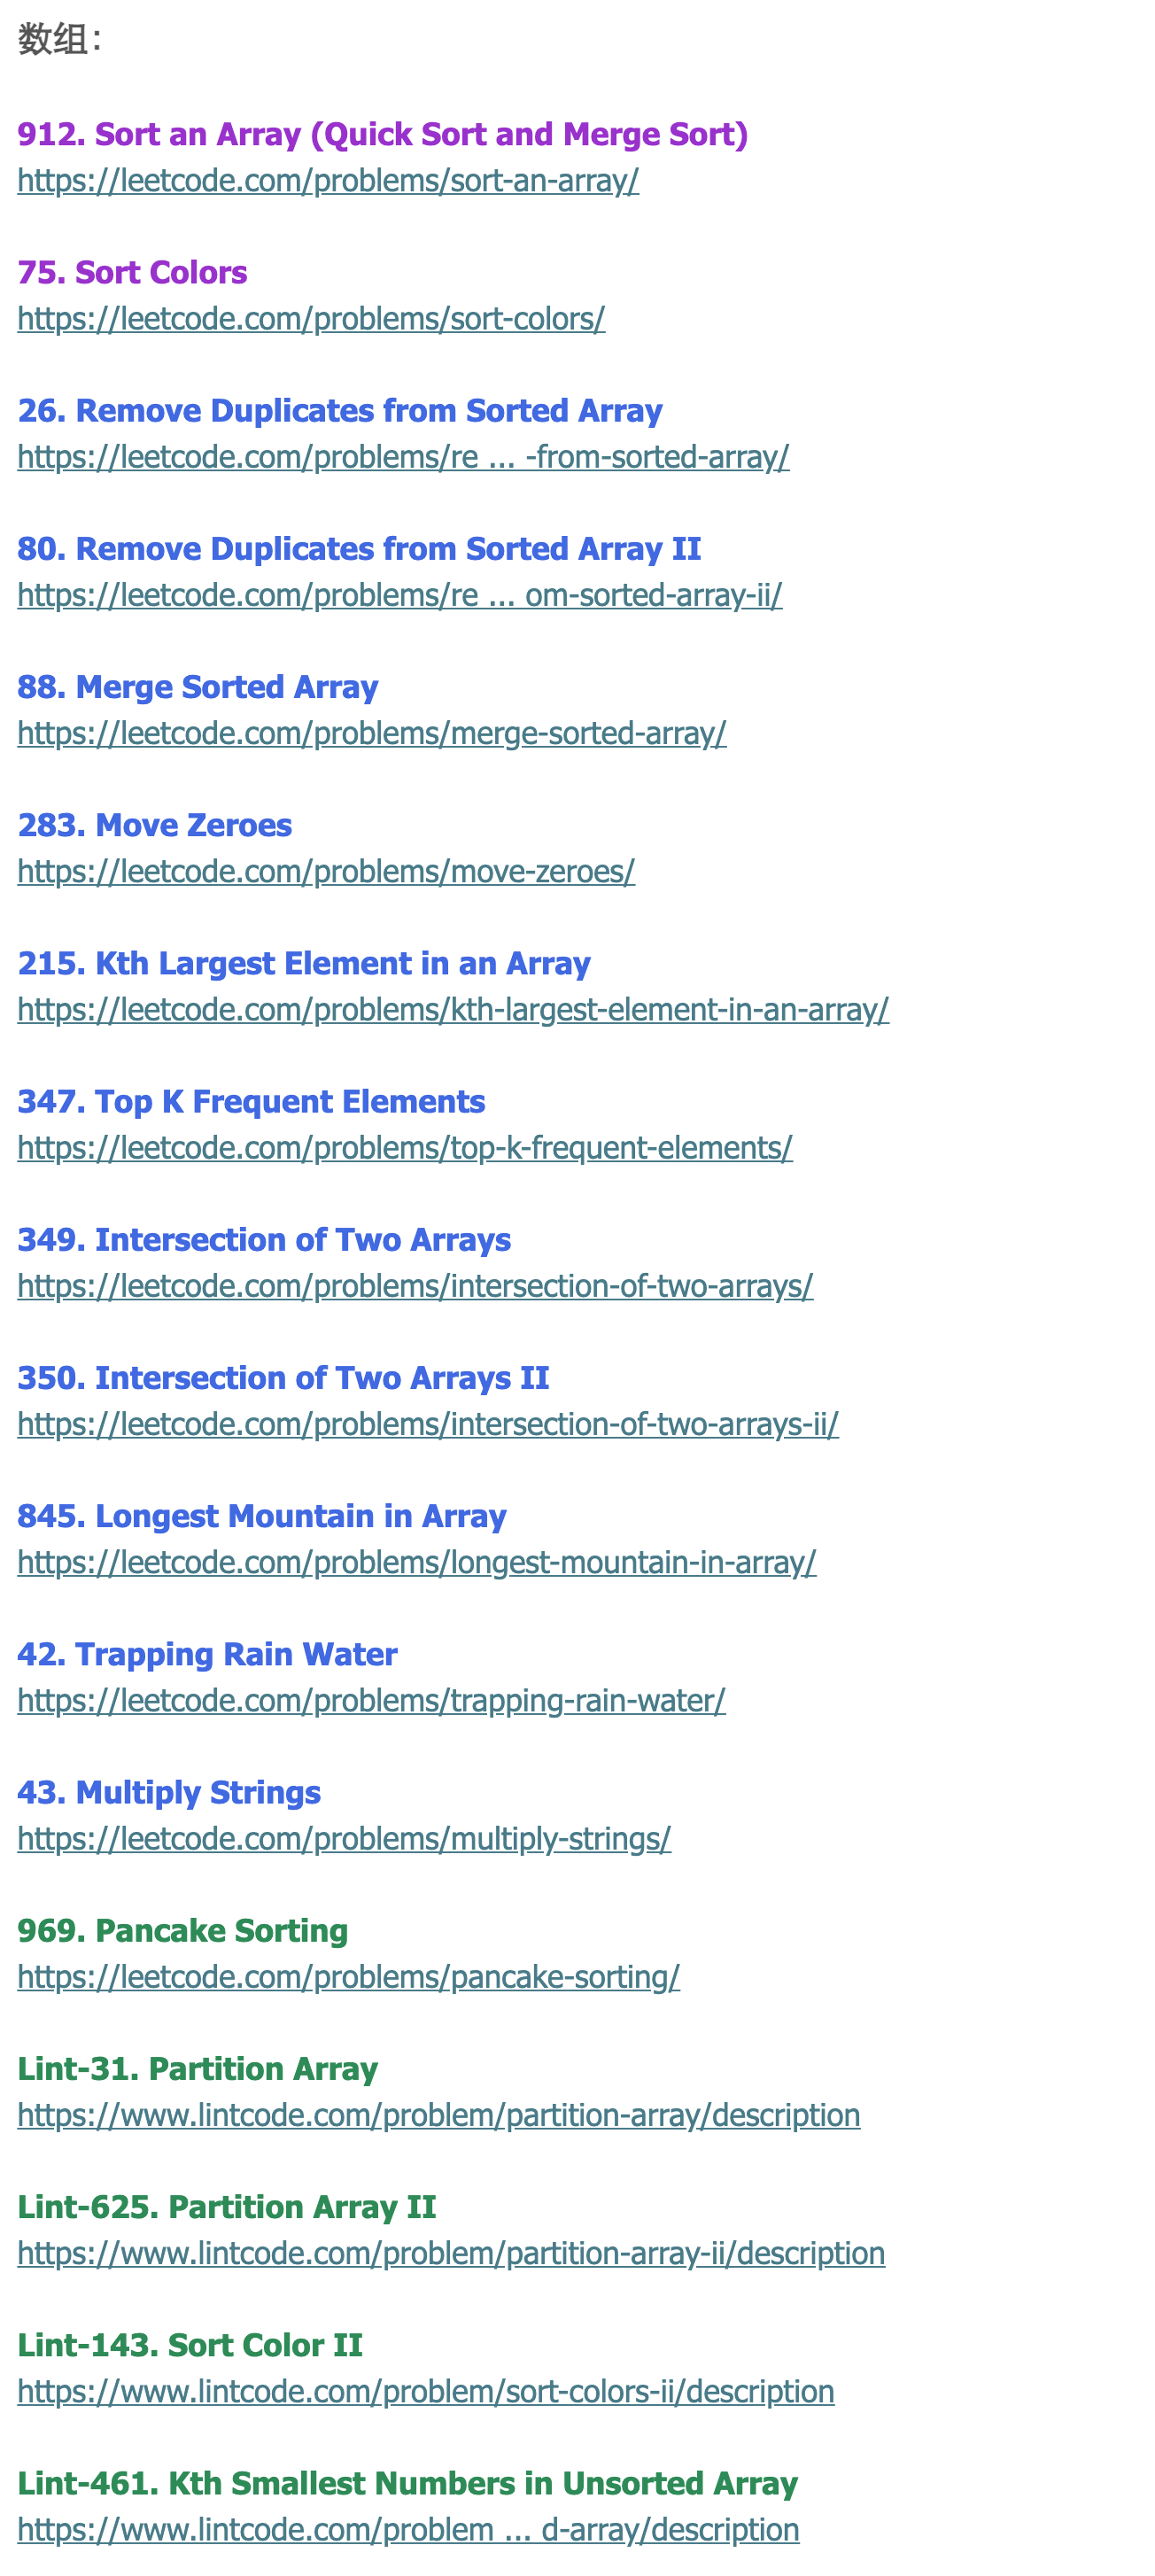 数组：
912. Sort an Array (Quick Sort and Merge Sort)
https://leetcode.com/problems/sort-an-array/
75. Sort Colors
https://leetcode.com/problems/sort-colors/
26. Remove Duplicates from Sorted Array
https://leetcode.com/problems/re ... -from-sorted-array/
80. Remove Duplicates from Sorted Array II
https://leetcode.com/problems/re ... om-sorted-array-ii/
88. Merge Sorted Array
https://leetcode.com/problems/merge-sorted-array/
283. Move Zeroes
https://leetcode.com/problems/move-zeroes/
215. Kth Largest Element in an Array
https://leetcode.com/problems/kth-largest-element-in-an-array/
347. Top K Frequent Elements
https://leetcode.com/problems/top-k-frequent-elements/
349. Intersection of Two Arrays
https://leetcode.com/problems/intersection-of-two-arrays/
350. Intersection of Two Arrays II
https://leetcode.com/problems/intersection-of-two-arrays-ii/
845. Longest Mountain in Array
https://leetcode.com/problems/longest-mountain-in-array/
42. Trapping Rain Water
https://leetcode.com/problems/trapping-rain-water/
43. Multiply Strings
https://leetcode.com/problems/multiply-strings/
969. Pancake Sorting
https://leetcode.com/problems/pancake-sorting/
Lint-31. Partition Array
https://www.lintcode.com/problem/partition-array/description
Lint-625. Partition Array II
https://www.lintcode.com/problem/partition-array-ii/description
Lint-143. Sort Color II
https://www.lintcode.com/problem/sort-colors-ii/description
Lint-461. Kth Smallest Numbers in Unsorted Array
https://www.lintcode.com/problem ... d-array/description